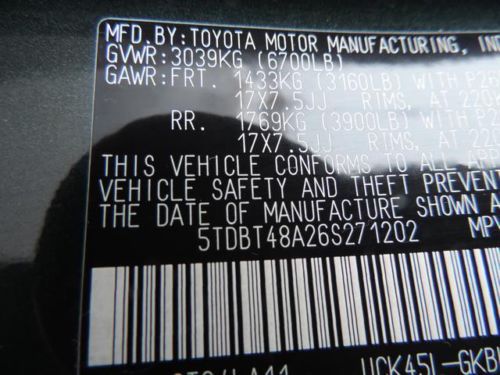 MFD.BY:TOYOTA MOTOR MANUFACTURING, IN
GVWR:3039KG (6700LB)
GAWR:FRT. 1433KG (3160LB) WITH P2
17X7.5JJ RIMS, AT 220
RR. 1769KG (3900LB) WITH P
17X7.5JJ RIMS, AT 22
THIS VEHICLE CONFORMS TO ALL
VEHICLE SAFETY AND THEFT PREVEN
THE DATE OF MANUFACTURE SHOWN A
5TDBT48A26S271202 MPV
UCK45L-GKB